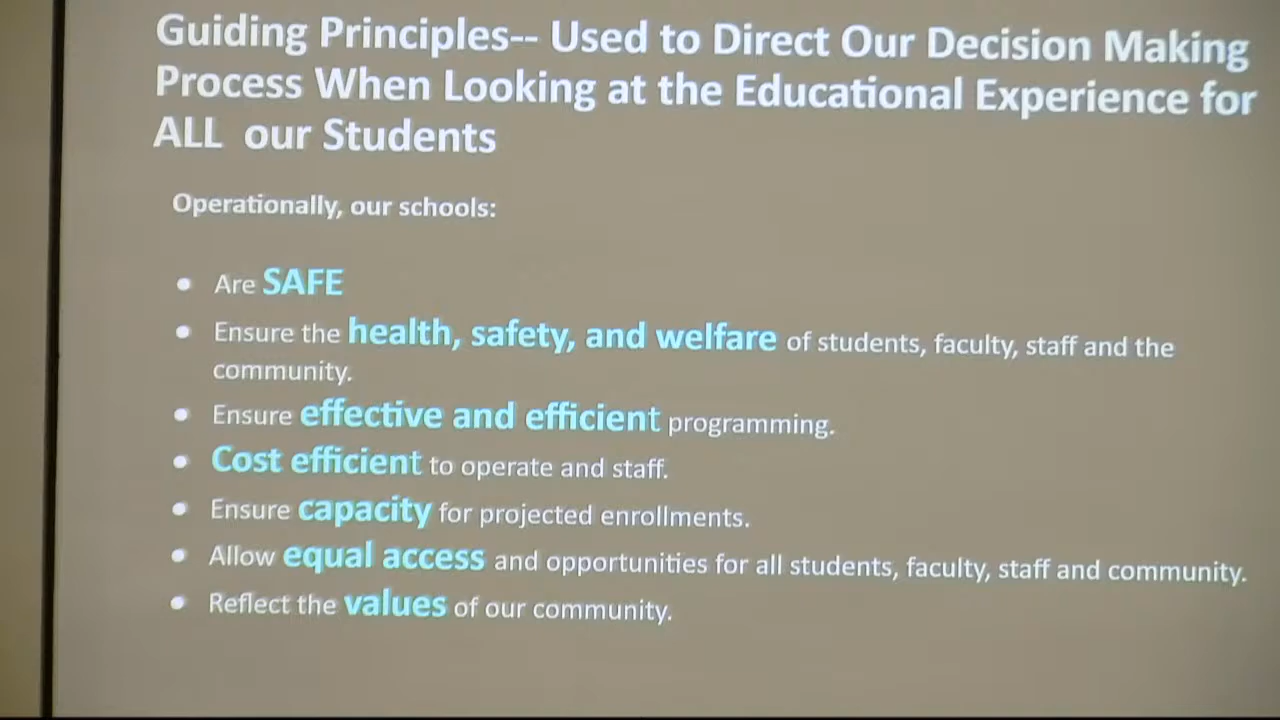 Guiding Principles-- Used to Direct Our Decision Making
Process When Looking at the Educational Experience for
ALL our Students
Operationally, our schools:
• Are SAFE
• Ensure the health, safety, and welfare of students, faculty, staff and the
community.
• Ensure effective and efficient programming.
• Cost efficient to operate and staff.
• Ensure capacity for projected enrollments.
• Allow equal access and opportunities for all students, faculty, staff and community.
• Reflect the values of our community.